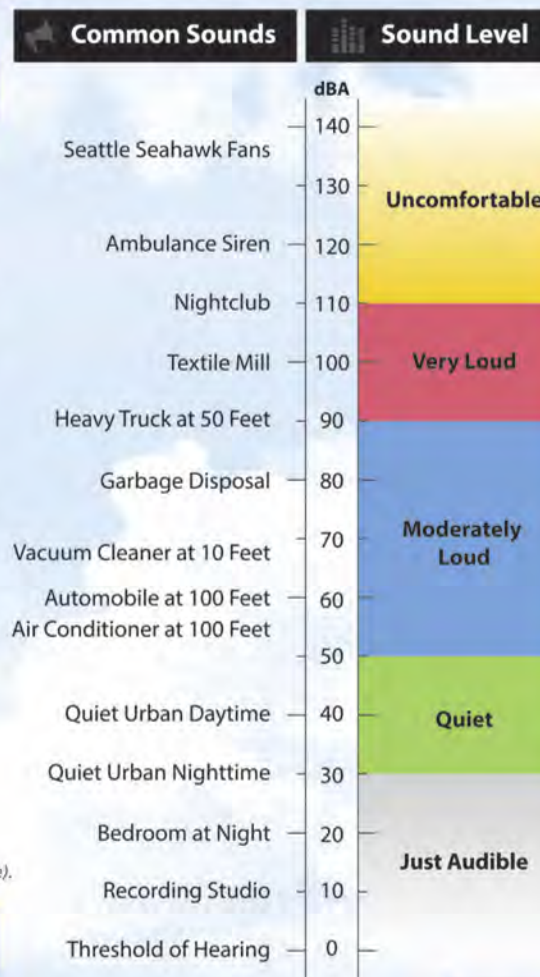 Common Sounds
Sound Level
dBA
Seattle Seahawk Fans
Ambulance Siren
Nightclub
Textile Mill
Heavy Truck at 50 Feet
Garbage Disposal
Vacuum Cleaner at 10 Feet
Automobile at 100 Feet
Air Conditioner at 100 Feet
Quiet Urban Daytime
Quiet Urban Nighttime
Bedroom at Night
Recording Studio
Threshold of Hearing
140
130
120
110
100
90
80
70
60
50
40
30
20
10
0
Uncomfortable
Very Loud
Moderately
Loud
Quiet
Just Audible
).